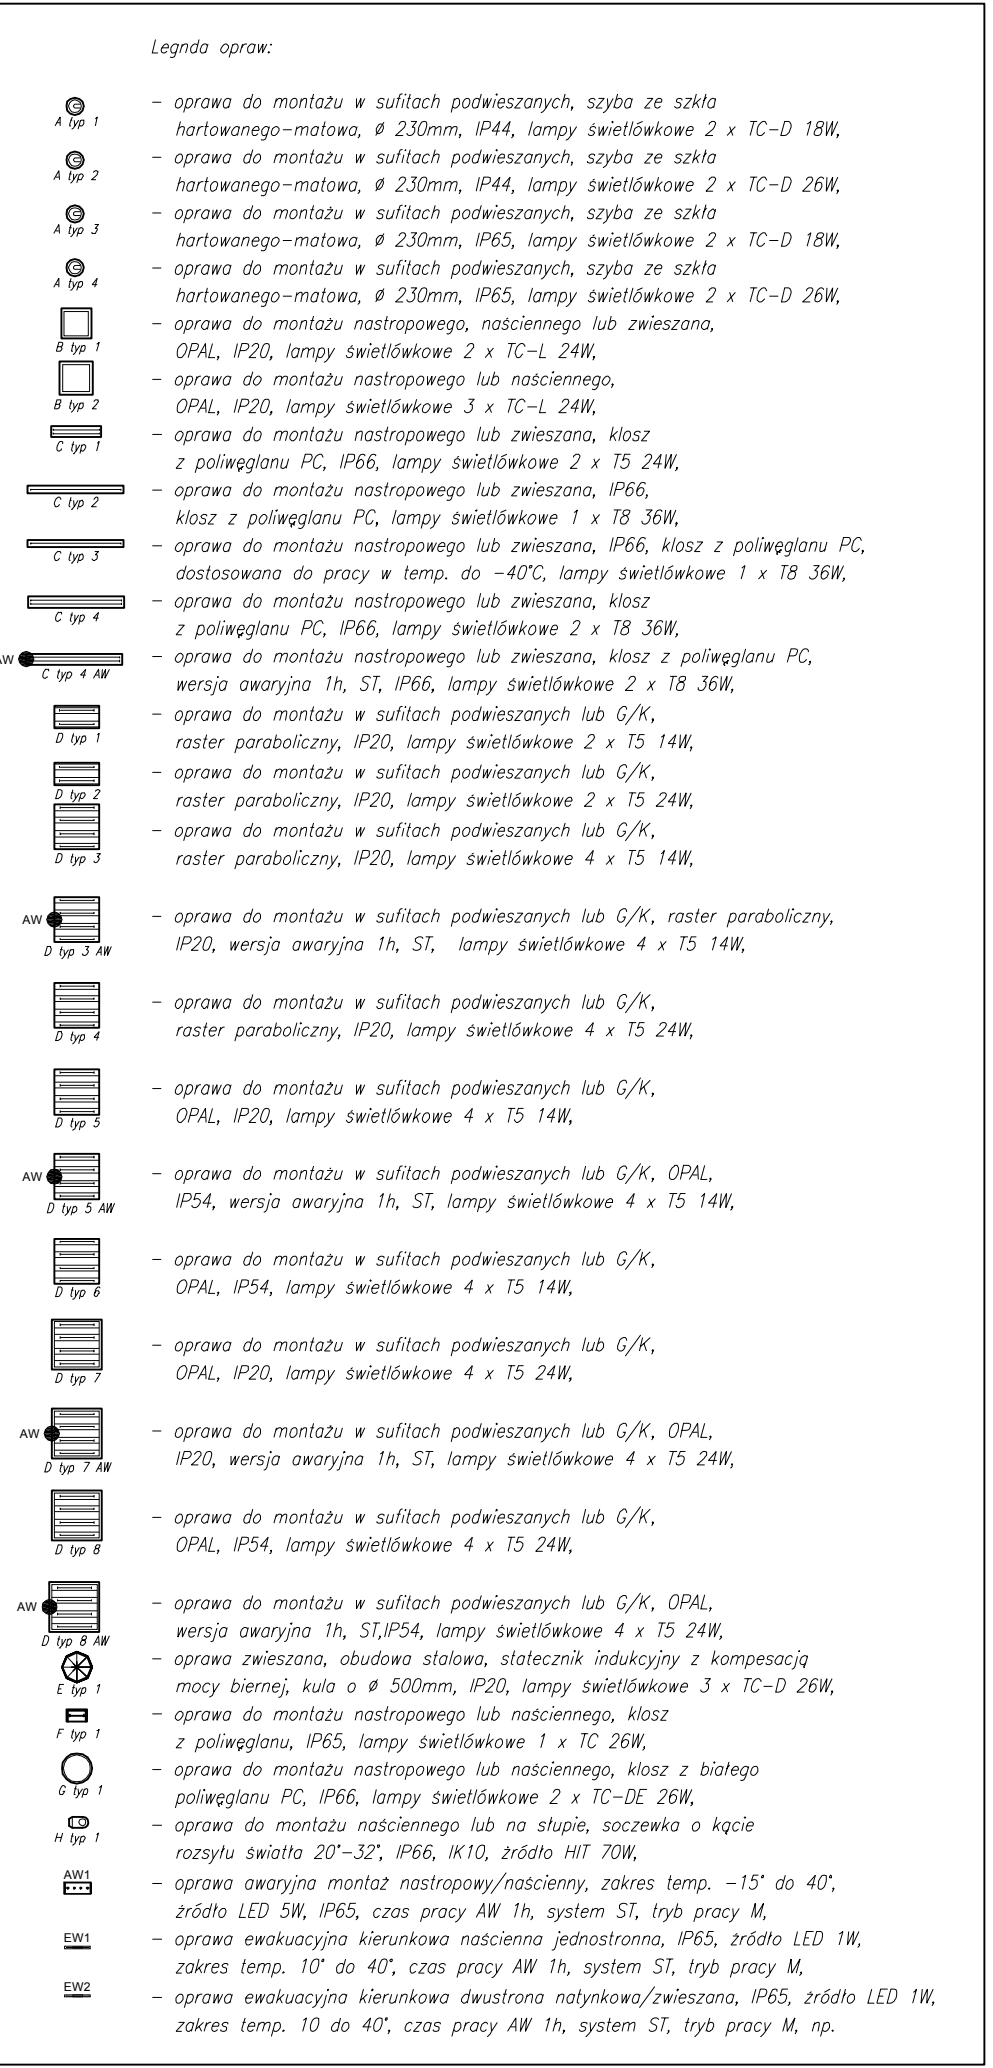 Legnda opraw:
A typ 1
- oprawa do montażu w sufitach podwieszanych, szyba ze szkła
hartowanego-matowa, ø 230mm, IP44, lampy świetlówkowe 2 x TC-D 18W,
A typ 2
- oprawa do montażu w sufitach podwieszanych, szyba ze szkła
hartowanego-matowa, ø 230mm, IP44, lampy świetlówkowe 2 x TC-D 26W,
A typ 3
- oprawa do montażu w sufitach podwieszanych, szyba ze szkła
hartowanego-matowa, ø 230mm, IP65, lampy świetlówkowe 2 x TC-D 18W,
A typ 4
- oprawa do montażu w sufitach podwieszanych, szyba ze szkła
hartowanego-matowa, ø 230mm, IP65, lampy świetlówkowe 2 x TC-D 26W,
B typ 1
- oprawa do montażu nastropowego, naściennego lub zwieszana,
OPAL, IP20, lampy świetlówkowe 2 x TC-L 24W,
B typ 2
- oprawa do montażu nastropowego lub naściennego,
OPAL, IP20, lampy świetlówkowe 3 x TC-L 24W,
C typ 1
- oprawa do montażu nastropowego lub zwieszana, klosz
z poliwęglanu PC, IP66, lampy świetlówkowe 2 x T5 24W,
C typ 2
- oprawa do montażu nastropowego lub zwieszana, IP66,
klosz z poliwęglanu PC, lampy świetlówkowe 1 x T8 36W,
C typ 3
- oprawa do montażu nastropowego lub zwieszana, IP66, klosz z poliwęglanu PC,
dostosowana do pracy w temp. do -40°C, lampy świetlówkowe 1 x T8 36W,
C typ 4
- oprawa do montażu nastropowego lub zwieszana, klosz
z poliwęglanu PC, IP66, lampy świetlówkowe 2 x T8 36W,
AW
C typ 4 AW
- oprawa do montażu nastropowego lub zwieszana, klosz z poliwęglanu PC,
wersja awaryjna 1h, ST, IP66, lampy świetlówkowe 2 x T8 36W,
D typ 1
- oprawa do montażu w sufitach podwieszanych lub G/K,
raster paraboliczny, IP20, lampy świetlówkowe 2 x T5 14W,
D typ 2
- oprawa do montażu w sufitach podwieszanych lub G/K,
raster paraboliczny, IP20, lampy świetlówkowe 2 x T5 24W,
D typ 3
- oprawa do montażu w sufitach podwieszanych lub G/K,
raster paraboliczny, IP20, lampy świetlówkowe 4 x T5 14W,
AW
D typ 3 AW
- oprawa do montażu w sufitach podwieszanych lub G/K, raster paraboliczny,
IP20, wersja awaryjna 1h, ST, lampy świetlówkowe 4 x T5 14W,
D typ 4
- oprawa do montażu w sufitach podwieszanych lub G/K,
raster paraboliczny, IP20, lampy świetlówkowe 4 x T5 24W,
D typ 5
- oprawa do montażu w sufitach podwieszanych lub G/K,
OPAL, IP20, lampy świetlówkowe 4 x T5 14W,
AW
D typ 5 AW
- oprawa do montażu w sufitach podwieszanych lub G/K, OPAL,
IP54, wersja awaryjna 1h, ST, lampy świetlówkowe 4 x T5 14W,
D typ 6
- oprawa do montażu w sufitach podwieszanych lub G/K,
OPAL, IP54, lampy świetlówkowe 4 x T5 14W,
D typ 7
- oprawa do montażu w sufitach podwieszanych lub G/K,
OPAL, IP20, lampy świetlówkowe 4 x T5 24W,
AW
D typ 7 AW
- oprawa do montażu w sufitach podwieszanych lub G/K, OPAL,
IP20, wersja awaryjna 1h, ST, lampy świetlówkowe 4 x T5 24W,
D typ 8
- oprawa do montażu w sufitach podwieszanych lub G/K,
OPAL, IP54, lampy świetlówkowe 4 x T5 24W,
AW
D typ 8 AW
- oprawa do montażu w sufitach podwieszanych lub G/K, OPAL,
wersja awaryjna 1h, ST,IP54, lampy świetlówkowe 4 x T5 24W,
E typ 1
- oprawa zwieszana, obudowa stalowa, statecznik indukcyjny z kompesacją
mocy biernej, kula o ø 500mm, IP20, lampy świetlówkowe 3 x TC-D 26W,
F typ 1
- oprawa do montażu nastropowego lub naściennego, klosz
z poliwęglanu, IP65, lampy świetlówkowe 1 x TC 26W,
G typ 1
- oprawa do montażu nastropowego lub naściennego, klosz z białego
poliwęglanu PC, IP66, lampy świetlówkowe 2 x TC-DE 26W,
H typ 1
- oprawa do montażu naściennego lub na słupie, soczewka o kącie
rozsyłu światła 20°-32°, IP66, IK10, źródło HIT 70W,
AW1
- oprawa awaryjna montaż nastropowy/naścienny, zakres temp. -15° do 40°,
źródło LED 5W, IP65, czas pracy AW 1h, system ST, tryb pracy M,
EW1
- oprawa ewakuacyjna kierunkowa naścienna jednostronna, IP65, źródło LED 1W,
zakres temp. 10° do 40°, czas pracy AW 1h, system ST, tryb pracy M,
EW2
- oprawa ewakuacyjna kierunkowa dwustrona natynkowa/zwieszana, IP65, źródło LED 1W,
zakres temp. 10 do 40°, czas pracy AW 1h, system ST, tryb pracy M, np.